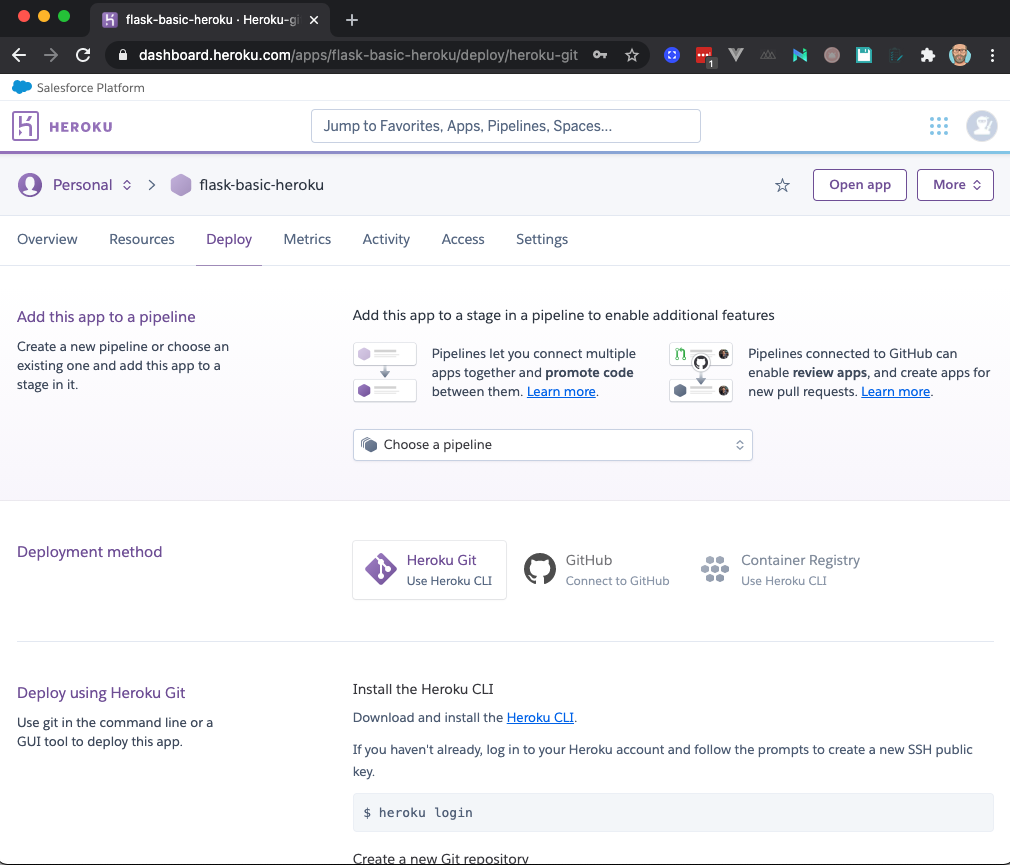 flask-basic-heroku · Heroku-gi
dashboard.heroku.com/apps/flask-basic-heroku/deploy/heroku-git
1
Salesforce Platform
HEROKU
Jump to Favorites, Apps, Pipelines, Spaces...
Personal
flask-basic-heroku
Open app
More
Overview
Resources
Deploy
Metrics
Activity
Access
Settings
Add this app to a pipeline
Create a new pipeline or choose an
existing one and add this app to a
stage in it.
Add this app to a stage in a pipeline to enable additional features
Pipelines let you connect multiple
apps together and promote code
between them. Learn more.
Pipelines connected to GitHub can
enable review apps, and create apps for
new pull requests. Learn more.
Choose a pipeline
Deployment method
Heroku Git
Use Heroku CLI
GitHub
Connect to GitHub
Container Registry
Use Heroku CLI
Deploy using Heroku Git
Use git in the command line or a
GUI tool to deploy this app.
Install the Heroku CLI
Download and install the Heroku CLI.
If you haven't already, log in to your Heroku account and follow the prompts to create a new SSH public
key.
$ heroku login
Create a new Git repository